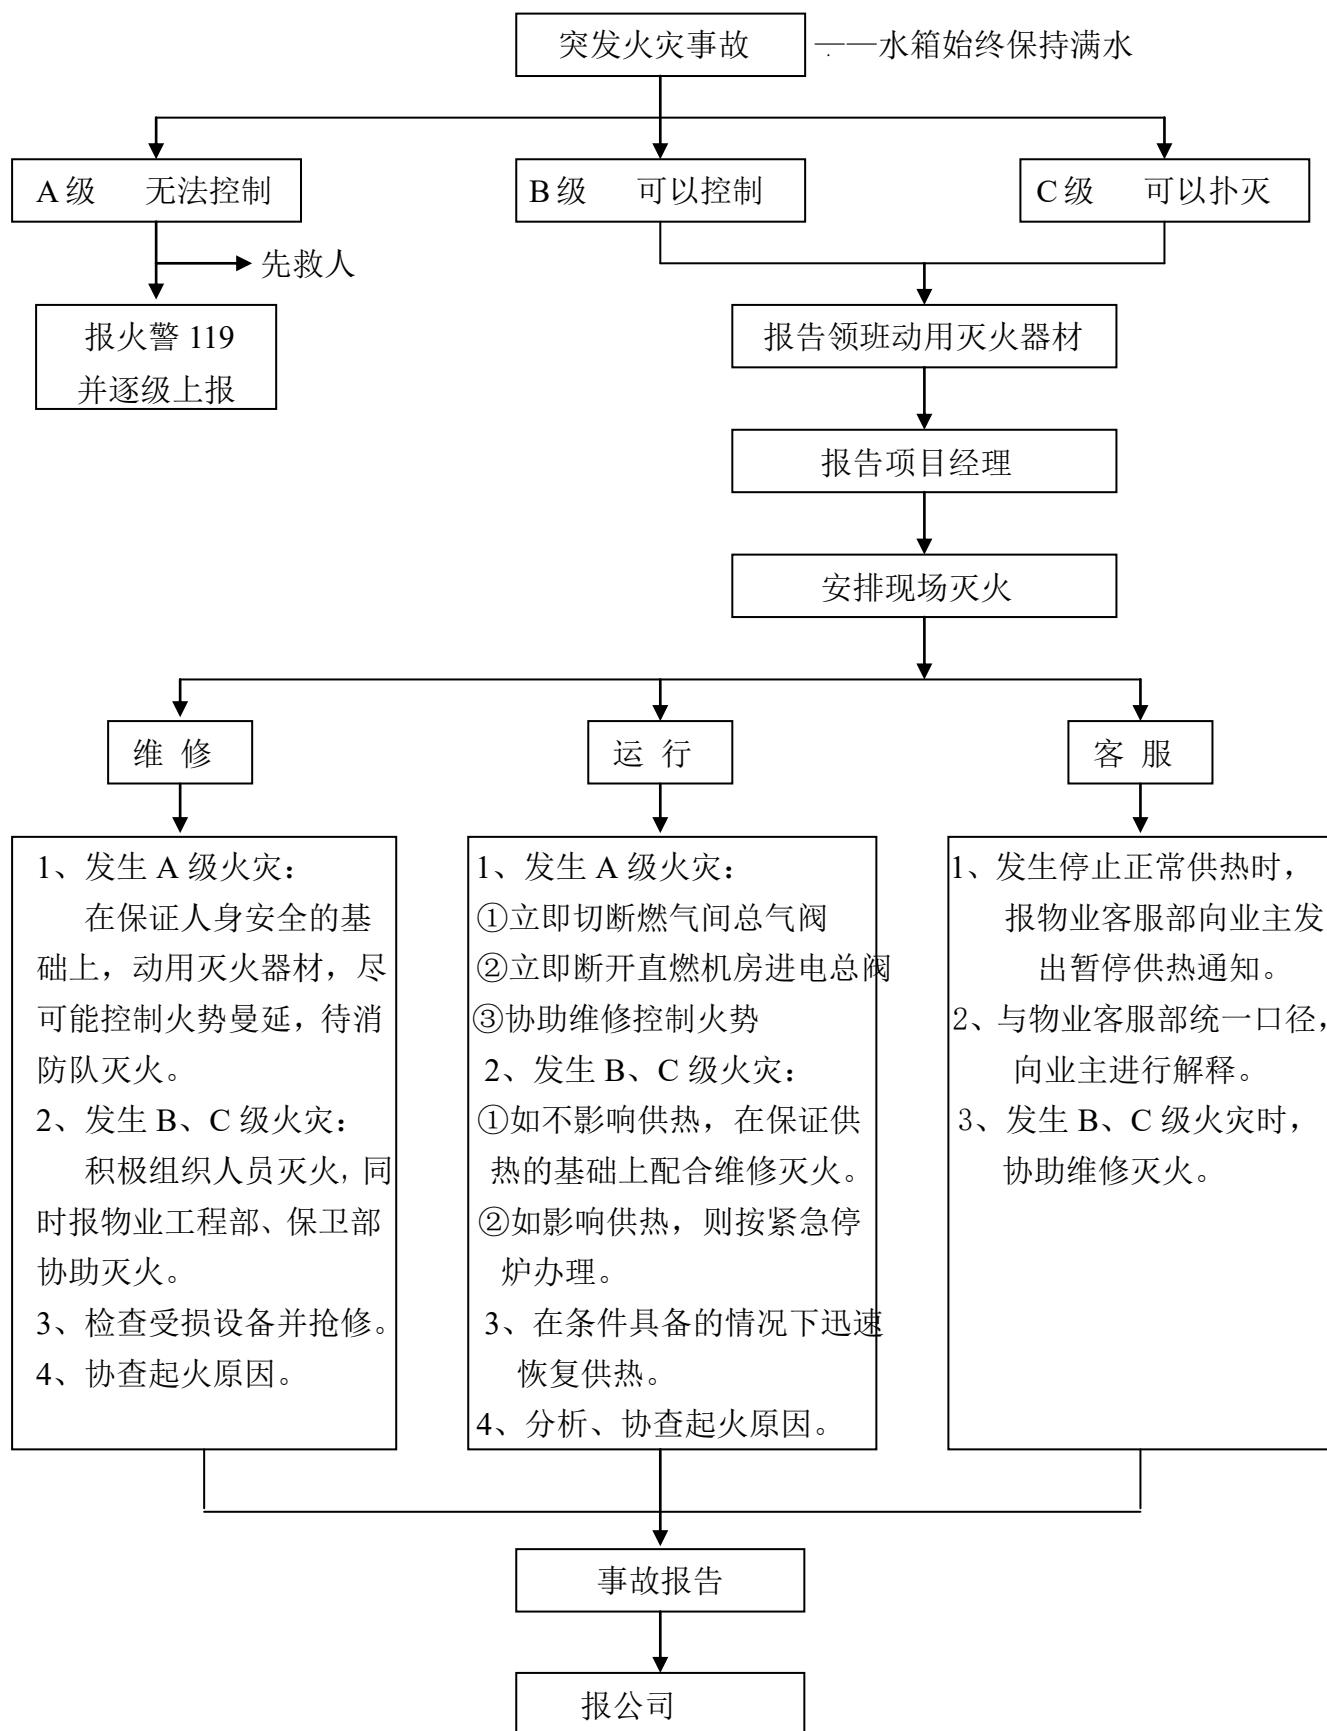 突发火灾事故
——水箱始终保持满水
A级 无法控制
B级 可以控制
C级 可以扑灭
先救人
报火警 119
并逐级上报
报告领班动用灭火器材
报告项目经理
安排现场灭火
维 修
运 行
客 服
1、发生 A 级火灾：
在保证人身安全的基
础上，动用灭火器材，尽
可能控制火势曼延，待消
防队灭火。
2、发生 B、C 级火灾：
积极组织人员灭火,同
时报物业工程部、保卫部
协助灭火。
3、检查受损设备并抢修。
4、协查起火原因。
1、发生 A 级火灾：
①立即切断燃气间总气阀
②立即断开直燃机房进电总阀
③协助维修控制火势
2、发生 B、C 级火灾：
①如不影响供热，在保证供
热的基础上配合维修灭火。
②如影响供热，则按紧急停
炉办理。
3、在条件具备的情况下迅速
恢复供热。
4、分析、协查起火原因。
1、发生停止正常供热时，
报物业客服部向业主发
出暂停供热通知。
2、与物业客服部统一口径，
向业主进行解释。
3、发生 B、C 级火灾时，
协助维修灭火。
事故报告
报公司